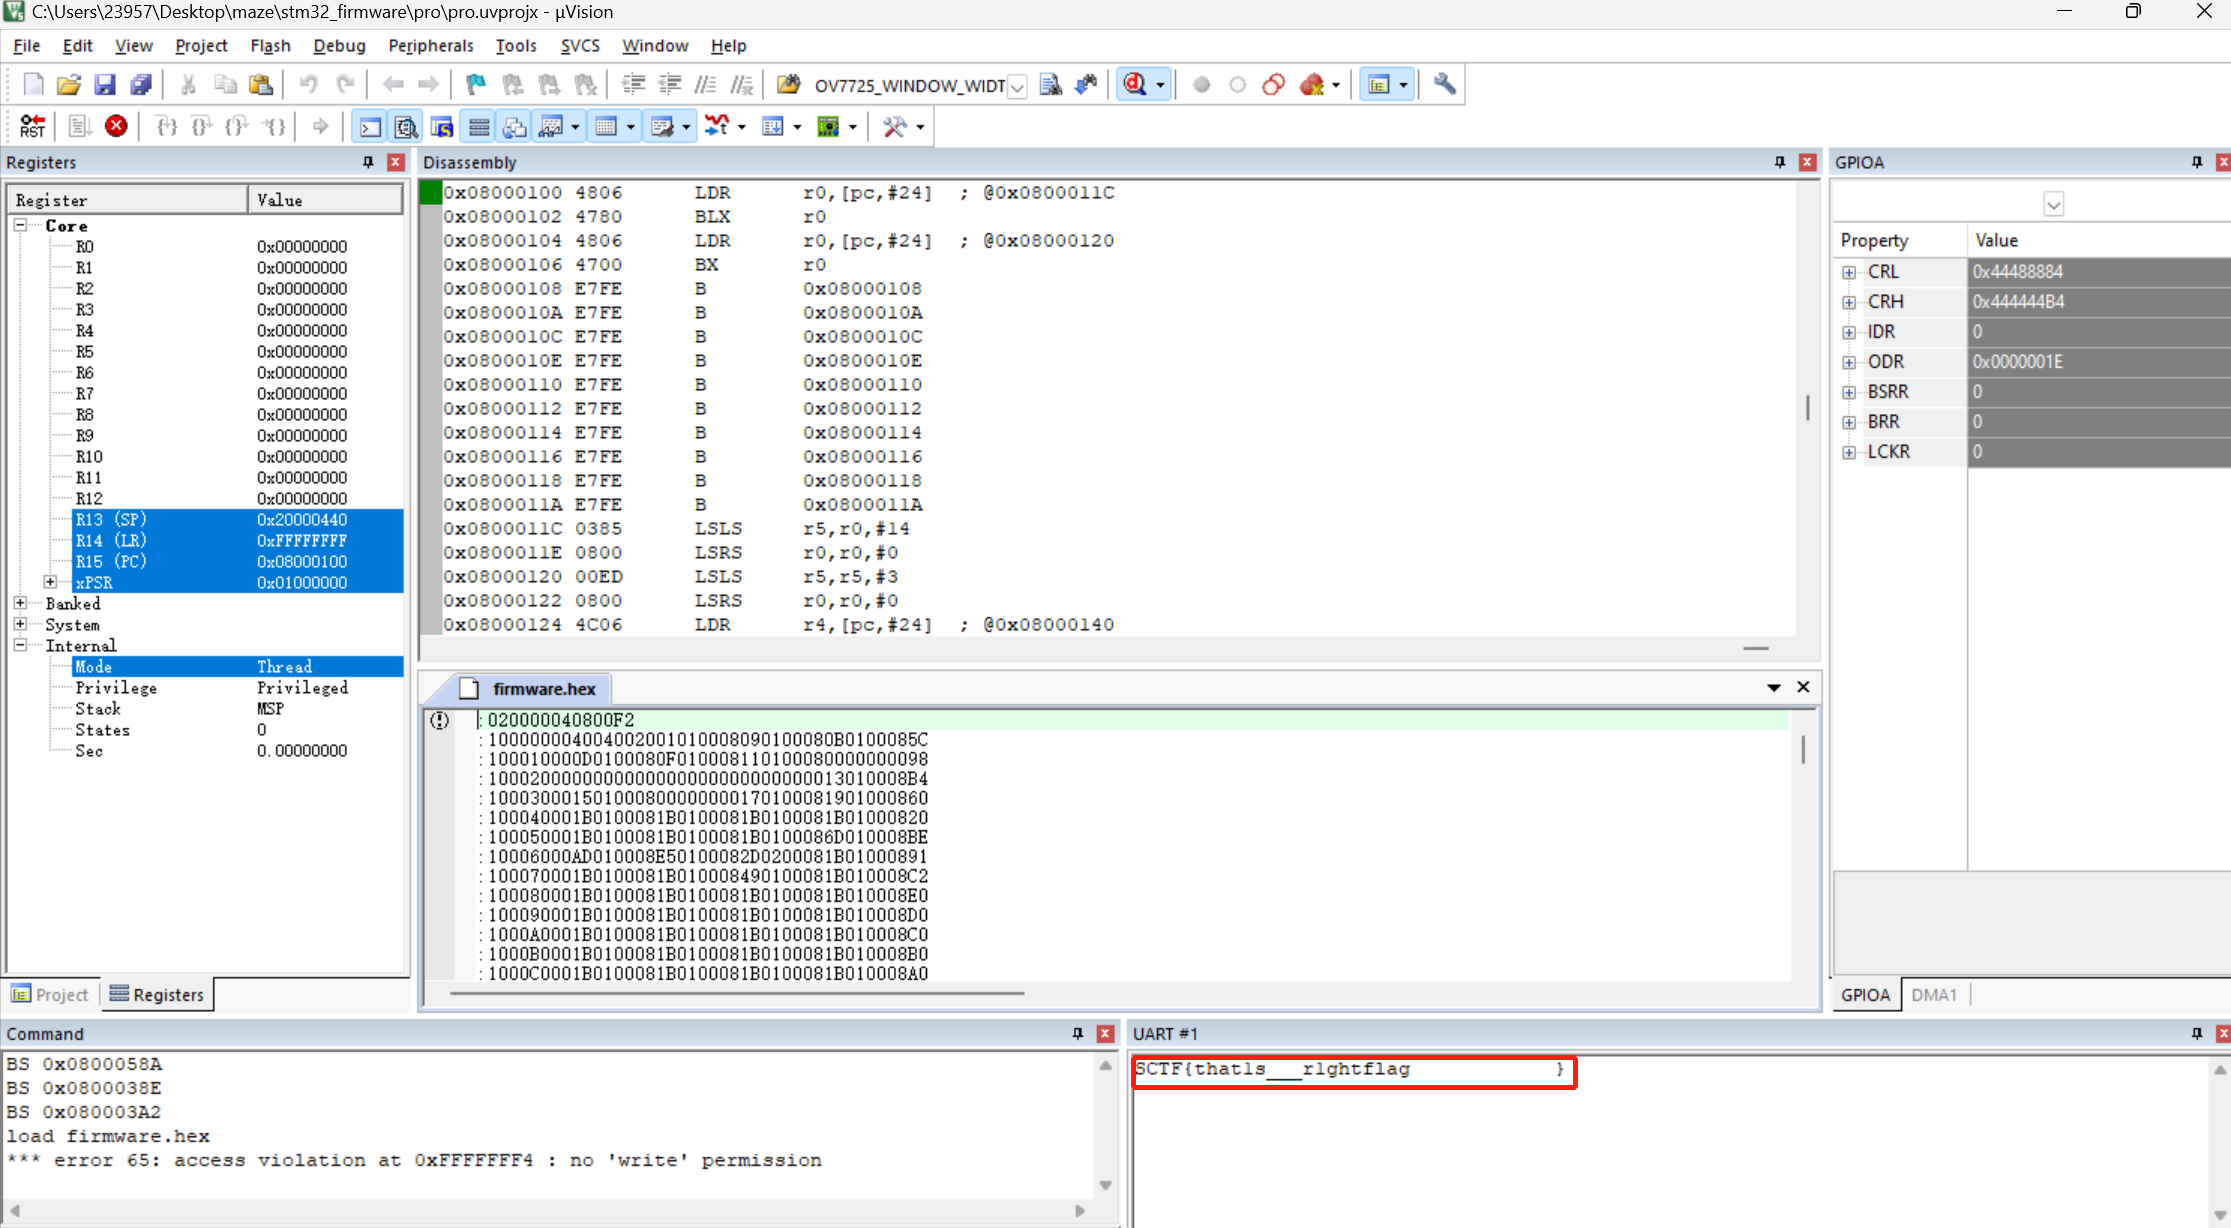 C:\Users\23957\Desktop\maze\stm32_firmware\pro\pro.uvprojx - µVision
File Edit View Project Flash Debug Peripherals Tools SVCS Window Help
OV7725_WINDOW_WIDT
RST
Registers
Register Value
Core
R0 0x00000000
R1 0x00000000
R2 0x00000000
R3 0x00000000
R4 0x00000000
R5 0x00000000
R6 0x00000000
R7 0x00000000
R8 0x00000000
R9 0x00000000
R10 0x00000000
R11 0x00000000
R12 0x00000000
R13 (SP) 0x20000440
R14 (LR) 0xFFFFFFFF
R15 (PC) 0x08000100
xPSR 0x01000000
Banked
System
Internal
Mode Thread
Privilege Privileged
Stack MSP
States 0
Sec 0.00000000
Project Registers
Disassembly
0x08000100 4806 LDR r0,[pc,#24] ; @0x0800011C
0x08000102 4780 BLX r0
0x08000104 4806 LDR r0,[pc,#24] ; @0x08000120
0x08000106 4700 BX r0
0x08000108 E7FE B 0x08000108
0x0800010A E7FE B 0x0800010A
0x0800010C E7FE B 0x0800010C
0x0800010E E7FE B 0x0800010E
0x08000110 E7FE B 0x08000110
0x08000112 E7FE B 0x08000112
0x08000114 E7FE B 0x08000114
0x08000116 E7FE B 0x08000116
0x08000118 E7FE B 0x08000118
0x0800011A E7FE B 0x0800011A
0x0800011C 0385 LSLS r5,r0,#14
0x0800011E 0800 LSRS r0,r0,#0
0x08000120 00ED LSLS r5,r5,#3
0x08000122 0800 LSRS r0,r0,#0
0x08000124 4C06 LDR r4,[pc,#24] ; @0x08000140
firmware.hex
:020000040800F2
:100000004004002001010008090100080B0100085C
:100010000D0100080F010008110100080000000098
:1000200000000000000000000000000013010008B4
:100030001501000800000000170100081901000860
:100040001B0100081B0100081B0100081B01000820
:100050001B0100081B0100081B0100086D010008BE
:10006000AD010008E50100082D0200081B01000891
:100070001B0100081B010008490100081B010008C2
:100080001B0100081B0100081B0100081B010008E0
:100090001B0100081B0100081B0100081B010008D0
:1000A0001B0100081B0100081B0100081B010008C0
:1000B0001B0100081B0100081B0100081B010008B0
:1000C0001B0100081B0100081B0100081B010008A0
GPIOA
Property Value
CRL 0x44488884
CRH 0x444444B4
IDR 0
ODR 0x0000001E
BSRR 0
BRR 0
LCKR 0
GPIOA DMA1
Command
BS 0x0800058A
BS 0x0800038E
BS 0x080003A2
load firmware.hex
*** error 65: access violation at 0xFFFFFFF4 : no 'write' permission
UART #1
SCTF{that1s___r1ghtflag }